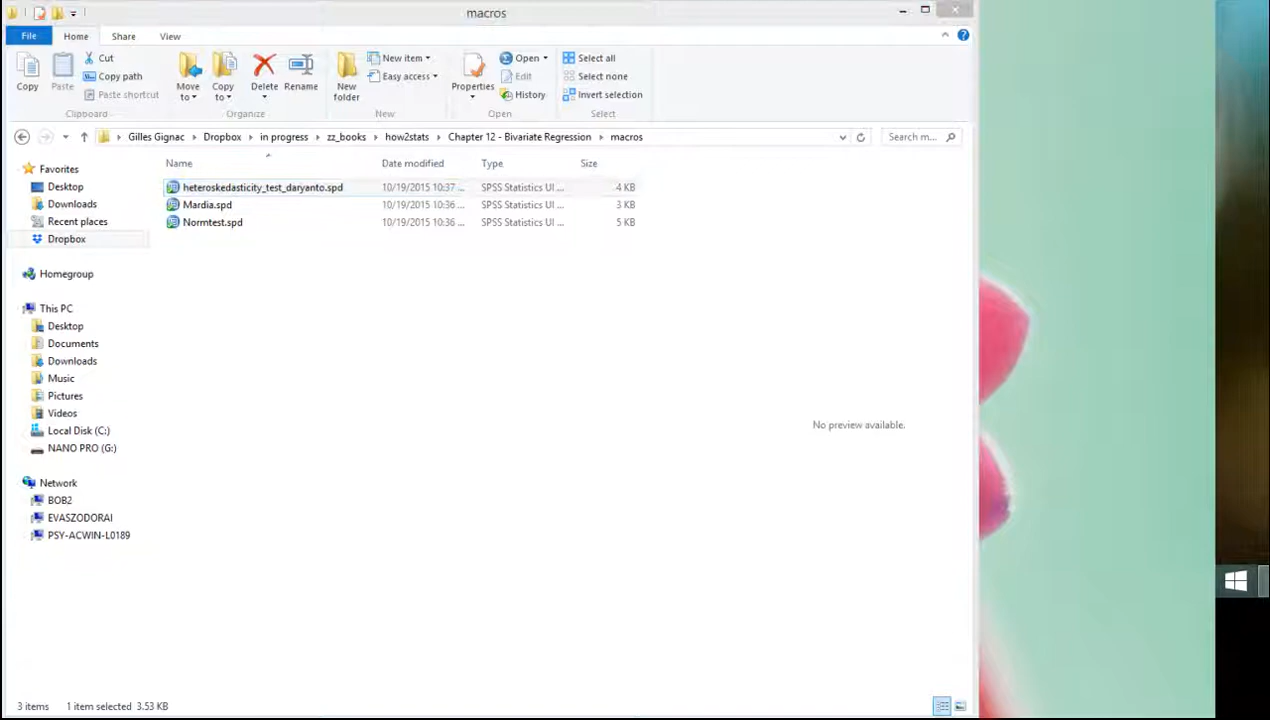 macros
File Home Share View
Copy
Paste
Cut
Copy path
Paste shortcut
Clipboard
Move to
Copy to
Delete
Rename
Organize
New folder
New item
Easy access
New
Properties
Open
Edit
History
Open
Select all
Select none
Invert selection
Select
Gilles Gignac Dropbox in progress zz_books how2stats Chapter 12 - Bivariate Regression macros
Search m...
Name Date modified Type Size
heteroskedasticity_test_daryanto.spd 10/19/2015 10:37 ... SPSS Statistics UI ... 4 KB
Mardia.spd 10/19/2015 10:36 ... SPSS Statistics UI ... 3 KB
Normtest.spd 10/19/2015 10:36 ... SPSS Statistics UI ... 5 KB
Favorites
Desktop
Downloads
Recent places
Dropbox
Homegroup
This PC
Desktop
Documents
Downloads
Music
Pictures
Videos
Local Disk (C:)
NANO PRO (G:)
Network
BOB2
EVASZODORAI
PSY-ACWIN-L0189
No preview available.
3 items 1 item selected 3.53 KB